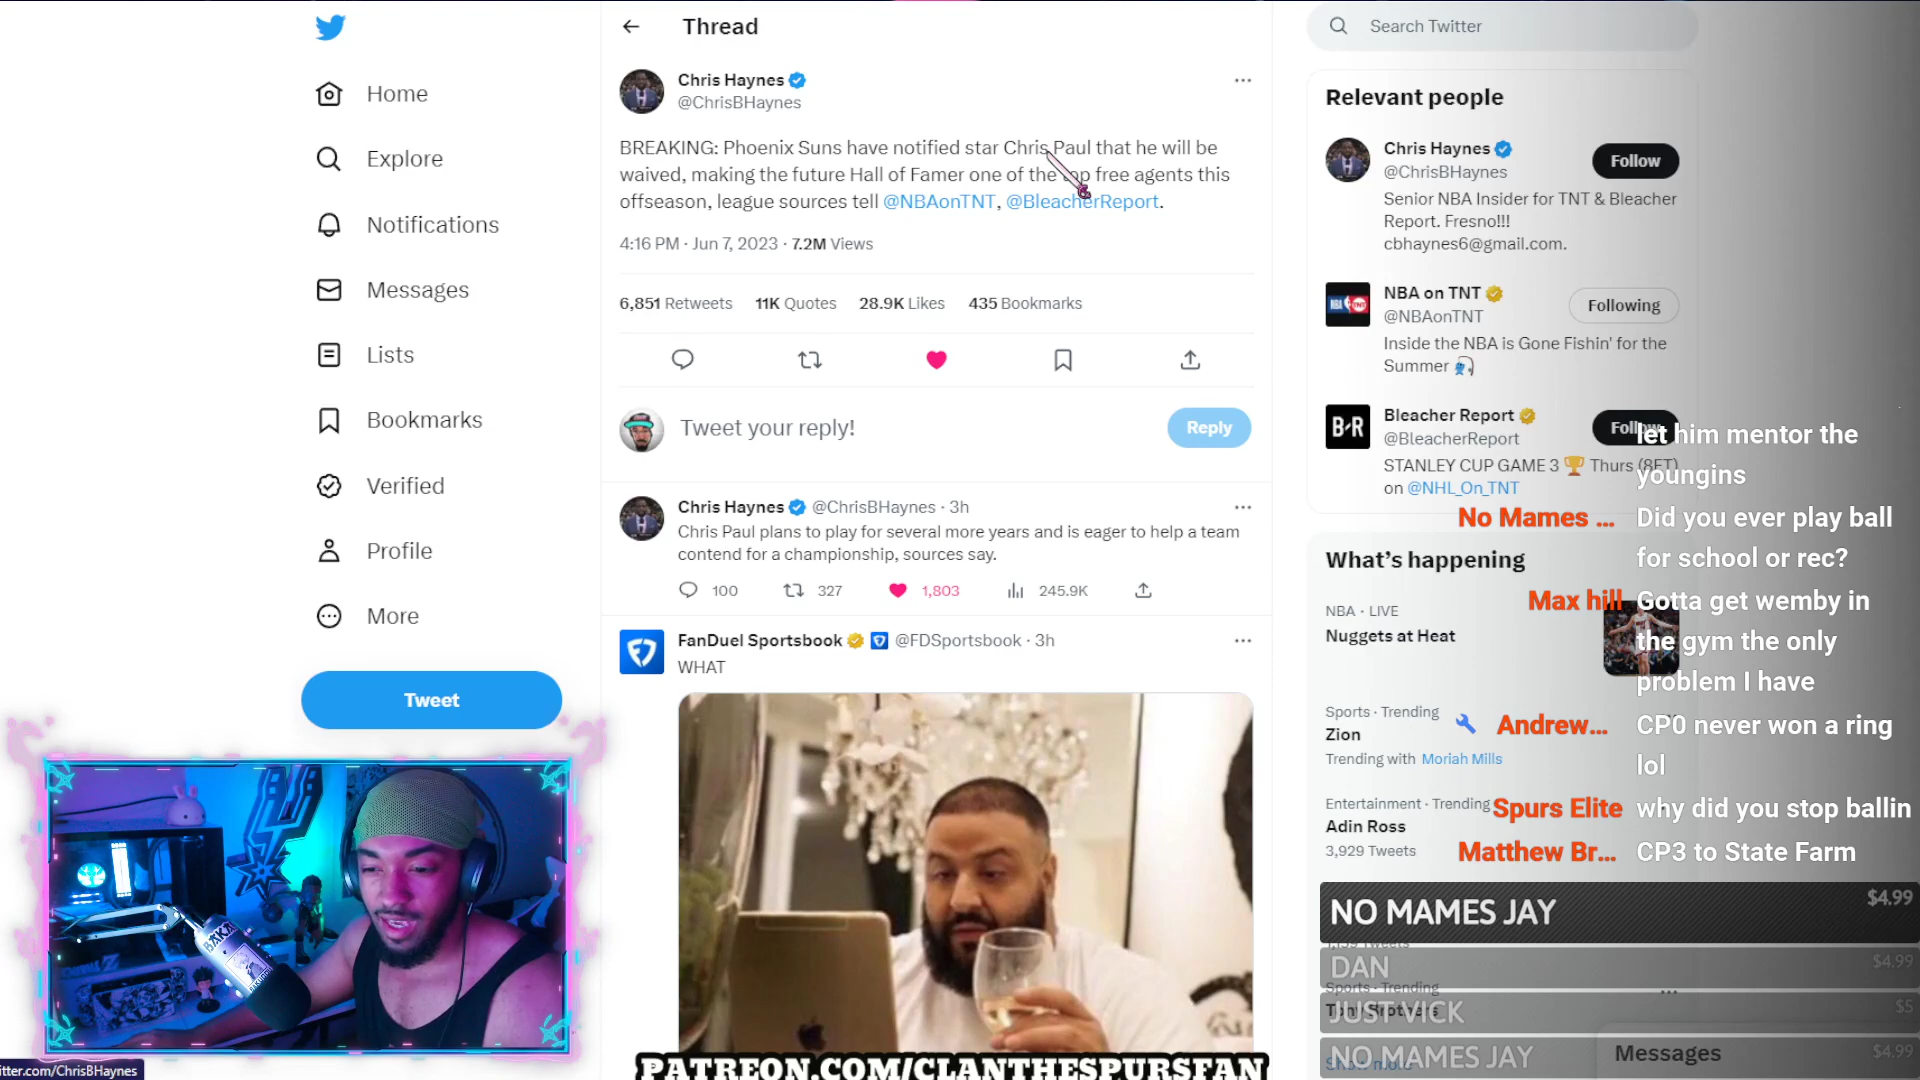 Home
Explore
Notifications
Messages
Lists
Bookmarks
Verified
Profile
More
Tweet
Thread
Chris Haynes
@ChrisBHaynes
BREAKING: Phoenix Suns have notified star Chris Paul that he will be
waived, making the future Hall of Famer one of the top free agents this
offseason, league sources tell @NBAonTNT, @BleacherReport.
4:16 PM · Jun 7, 2023 · 7.2M Views
6,851 Retweets 11K Quotes 28.9K Likes 435 Bookmarks
Tweet your reply!
Reply
Chris Haynes @ChrisBHaynes · 3h
Chris Paul plans to play for several more years and is eager to help a team
contend for a championship, sources say.
100 327 1,803 245.9K
FanDuel Sportsbook @FDSportsbook · 3h
WHAT
PATREON.COM/CLANTHESPURSFAN
Search Twitter
Relevant people
Chris Haynes
Follow
@ChrisBHaynes
Senior NBA Insider for TNT & Bleacher
Report. Fresno!!!
cbhaynes6@gmail.com.
NBA on TNT
Following
@NBAonTNT
Inside the NBA is Gone Fishin' for the
Summer
B·R
Bleacher Report
@BleacherReport
STANLEY CUP GAME 3 🏆 Thurs (8ET)
on @NHL_On_TNT
What's happening
NBA · LIVE
Nuggets at Heat
Sports · Trending
Zion
Trending with Moriah Mills
Entertainment · Trending
Adin Ross
3,929 Tweets
Sports · Trending
Messages
let him mentor the
youngins
No Mames ... Did you ever play ball
for school or rec?
Max hill Gotta get wemby in
the gym the only
problem I have
Andrew... CP0 never won a ring
lol
Spurs Elite why did you stop ballin
Matthew Br... CP3 to State Farm
NO MAMES JAY $4.99
DAN $4.99
JUST VICK $5
NO MAMES JAY $4.99
itter.com/ChrisBHaynes